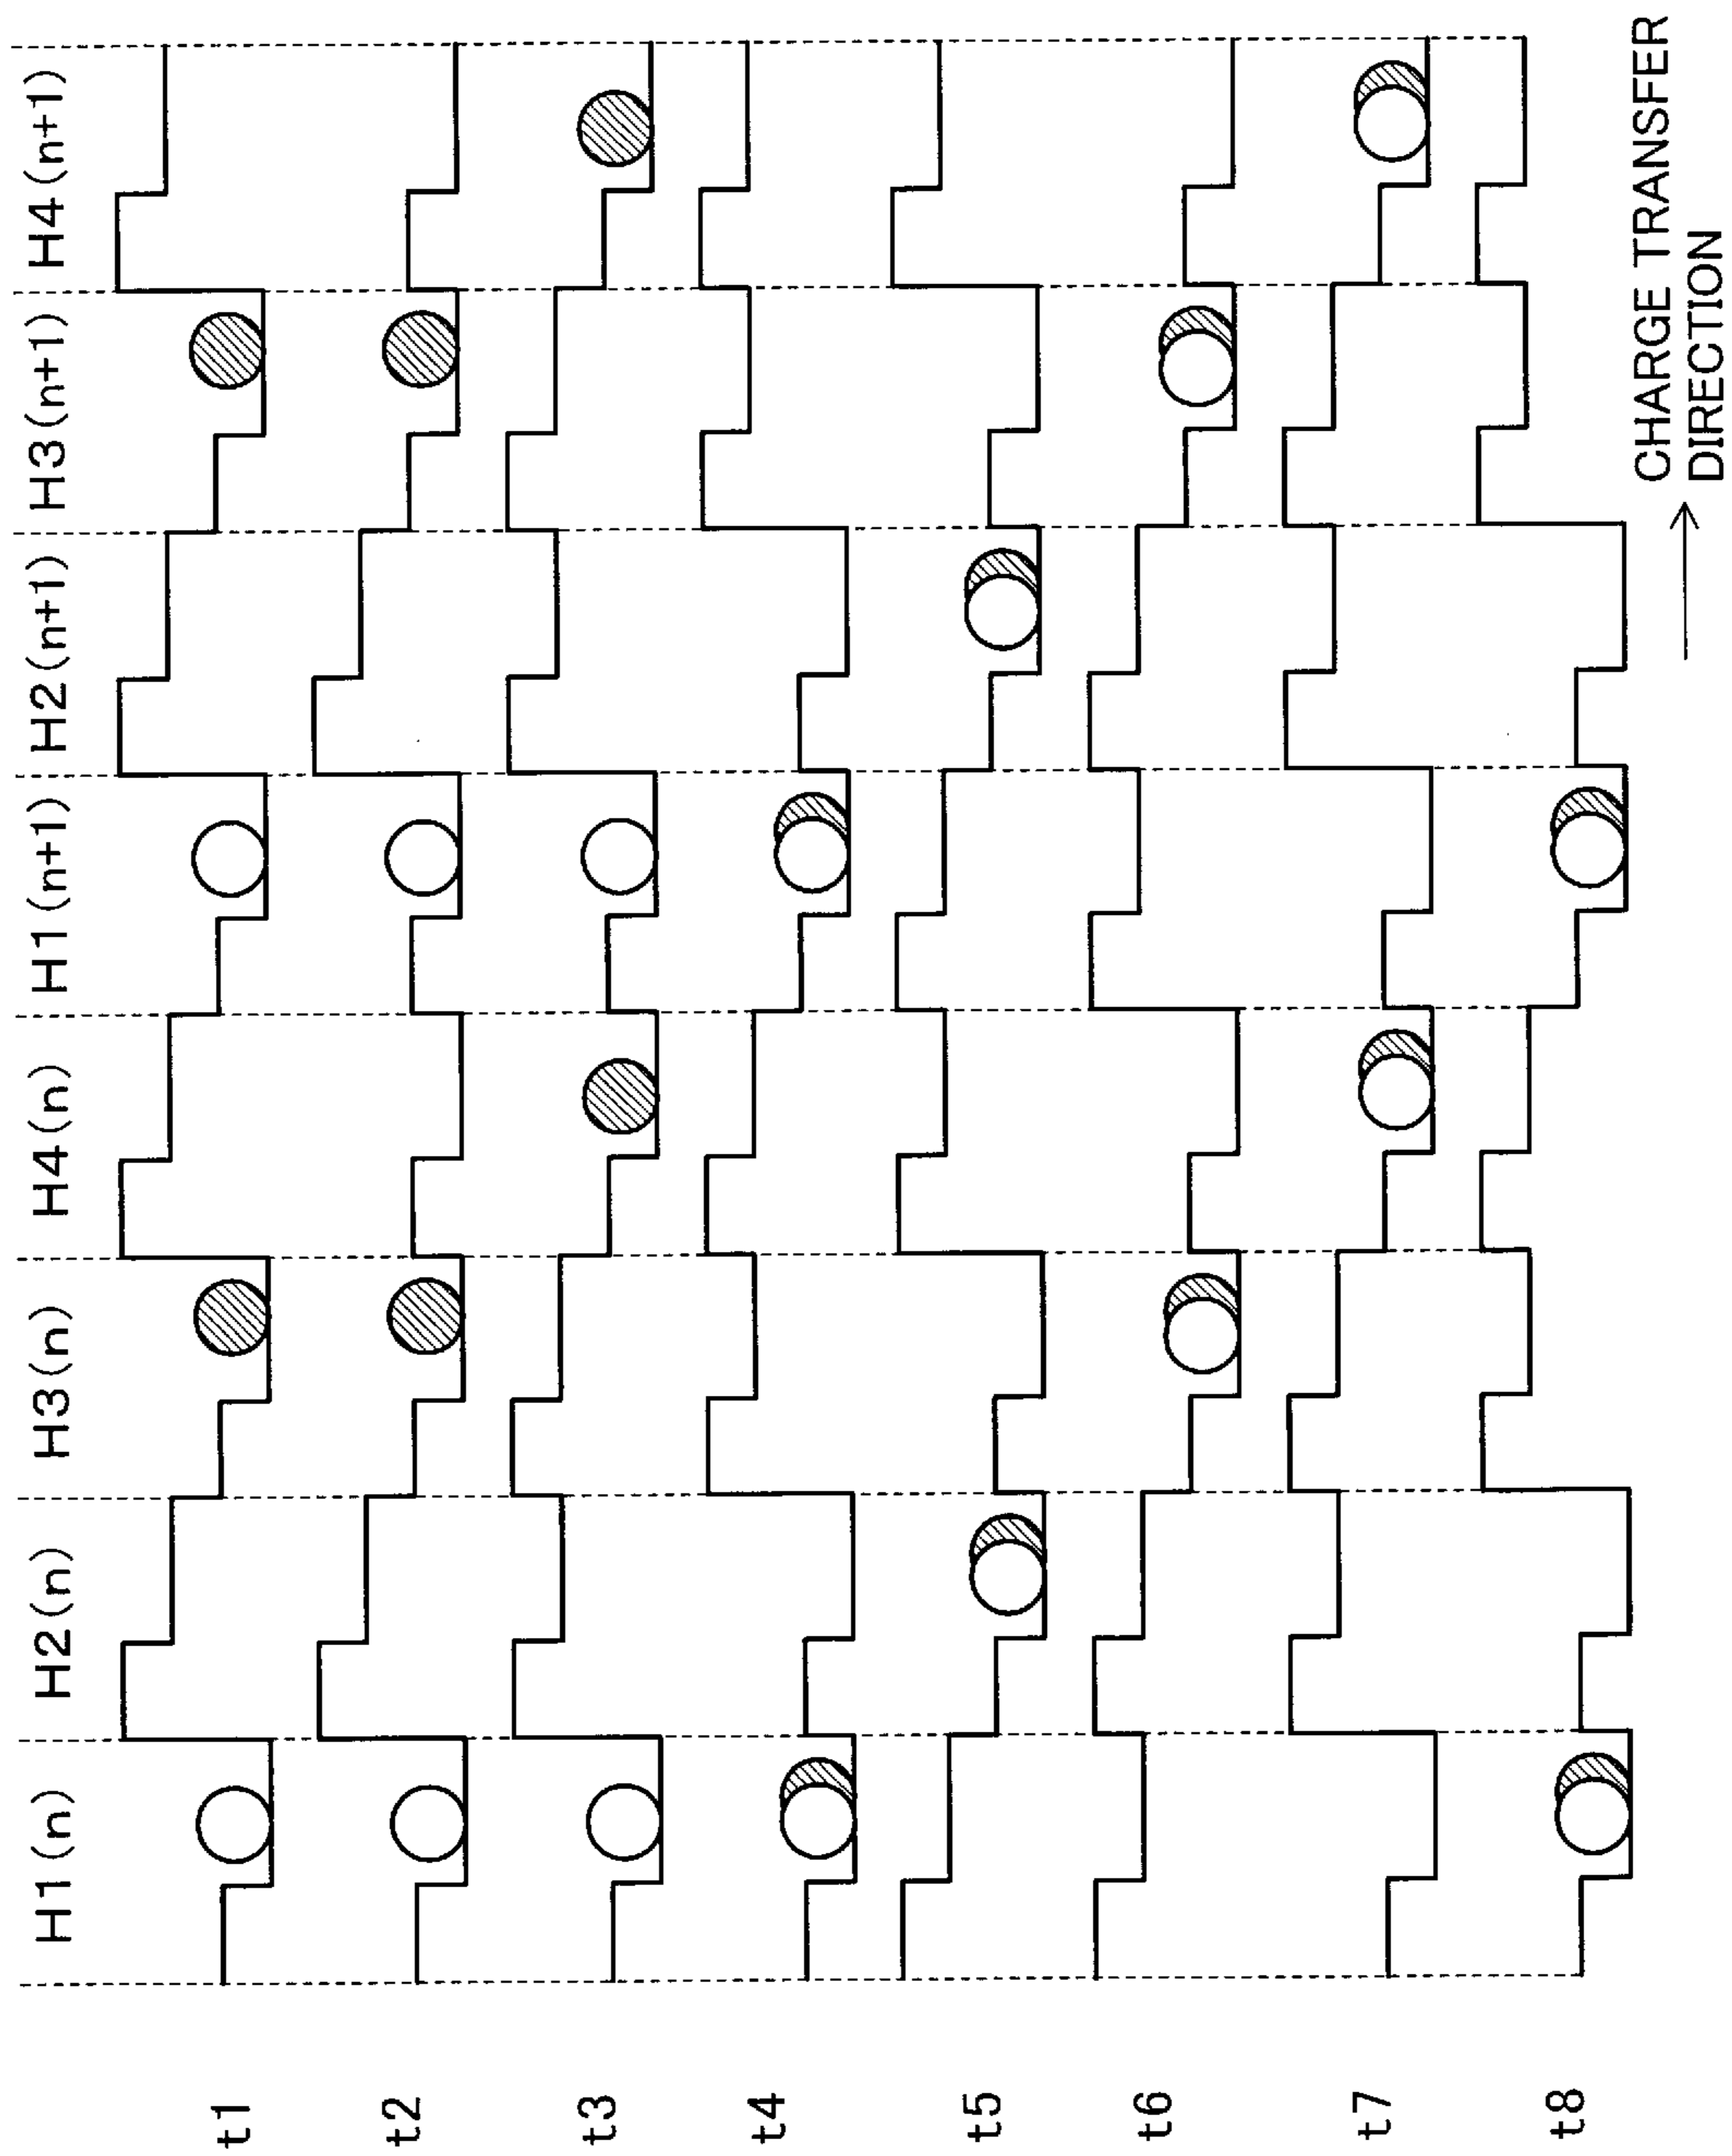 H1(n) H2(n) H3(n) H4(n) H1(n+1) H2(n+1) H3(n+1) H4(n+1)
t1
t2
t3
t4
t5
t6
t7
t8
CHARGE TRANSFER
DIRECTION